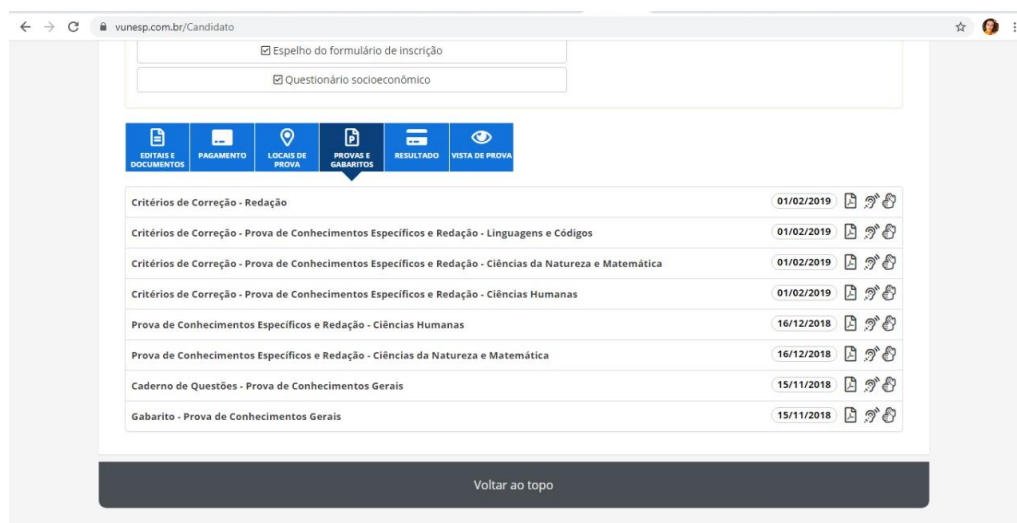 vunesp.com.br/Candidato
Espelho do formulário de inscrição
Questionário socioeconômico
EDITAIS E
DOCUMENTOS
PAGAMENTO
LOCAIS DE
PROVA
PROVAS E
GABARITOS
RESULTADO
VISTA DE PROVA
Critérios de Correção - Redação 01/02/2019
Critérios de Correção - Prova de Conhecimentos Específicos e Redação - Linguagens e Códigos 01/02/2019
Critérios de Correção - Prova de Conhecimentos Específicos e Redação - Ciências da Natureza e Matemática 01/02/2019
Critérios de Correção - Prova de Conhecimentos Específicos e Redação - Ciências Humanas 01/02/2019
Prova de Conhecimentos Específicos e Redação - Ciências Humanas 16/12/2018
Prova de Conhecimentos Específicos e Redação - Ciências da Natureza e Matemática 16/12/2018
Caderno de Questões - Prova de Conhecimentos Gerais 15/11/2018
Gabarito - Prova de Conhecimentos Gerais 15/11/2018
Voltar ao topo